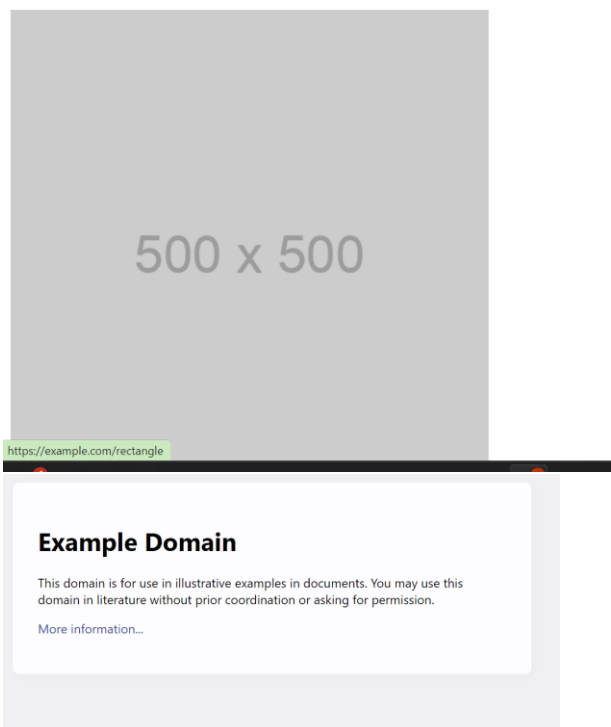 500 x 500
https://example.com/rectangle
Example Domain
This domain is for use in illustrative examples in documents. You may use this
domain in literature without prior coordination or asking for permission.
More information...